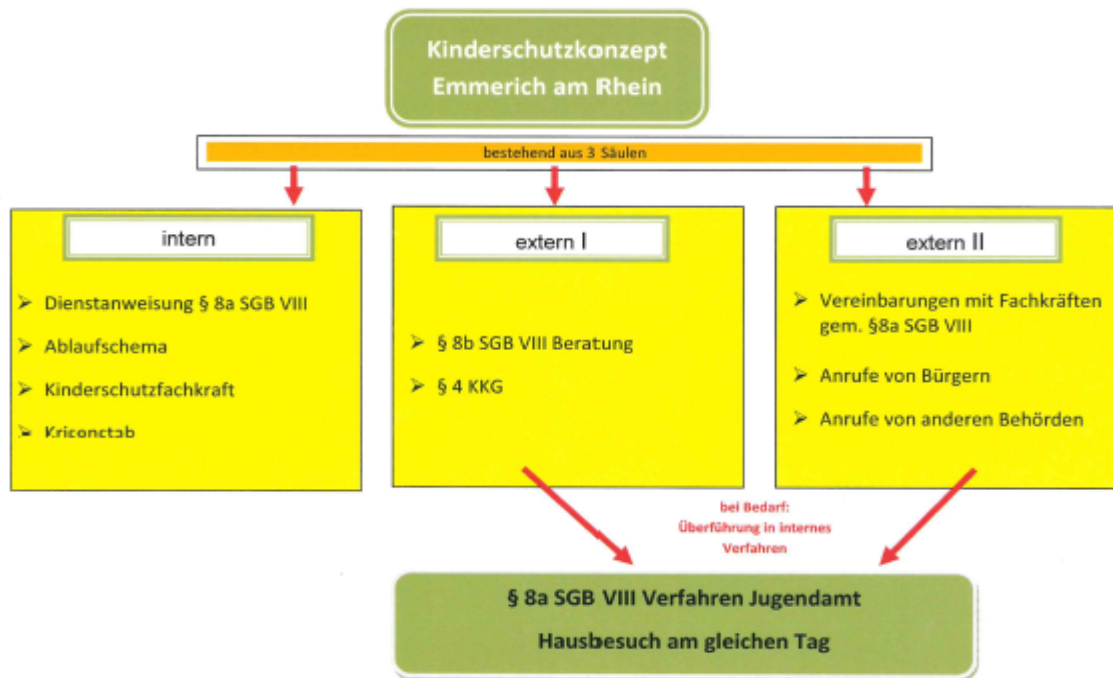 Kinderschutzkonzept
Emmerich am Rhein
bestehend aus 3 Säulen
intern
➢ Dienstanweisung § 8a SGB VIII
➢ Ablaufschema
➢ Kinderschutzfachkraft
extern I
➢ § 8b SGB VIII Beratung
➢ § 4 KKG
extern II
➢ Vereinbarungen mit Fachkräften
gem. §8a SGB VIII
➢ Anrufe von Bürgern
➢ Anrufe von anderen Behörden
bei Bedarf:
Überführung in internes
Verfahren
§ 8a SGB VIII Verfahren Jugendamt
Hausbesuch am gleichen Tag